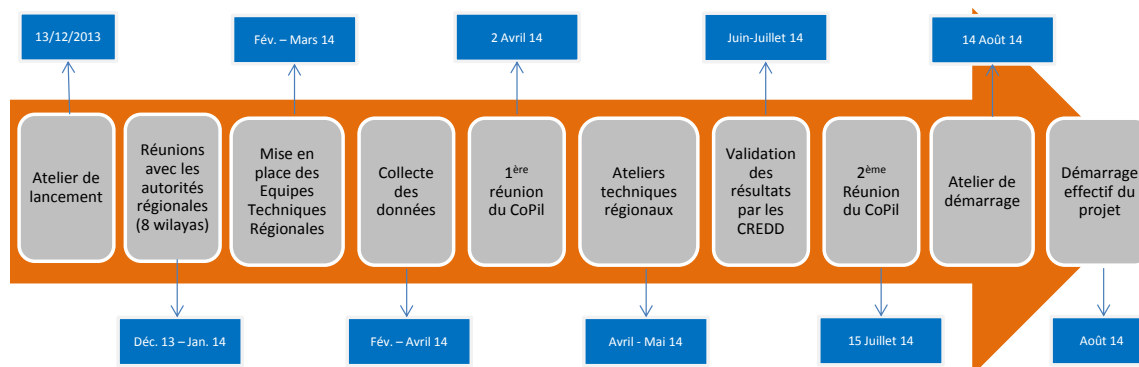 13/12/2013
Fév. – Mars 14
2 Avril 14
Juin-Juillet 14
14 Août 14
Atelier de
lancement
Réunions
avec les
autorités
régionales
(8 wilayas)
Mise en
place des
Equipes
Techniques
Régionales
Collecte
des
données
1ère
réunion
du CoPil
Ateliers
techniques
régionaux
Validation
des
résultats
par les
CREDD
2ème
Réunion
du CoPil
Atelier de
démarrage
Démarrage
effectif du
projet
Déc. 13 – Jan. 14
Fév. – Avril 14
Avril - Mai 14
15 Juillet 14
Août 14